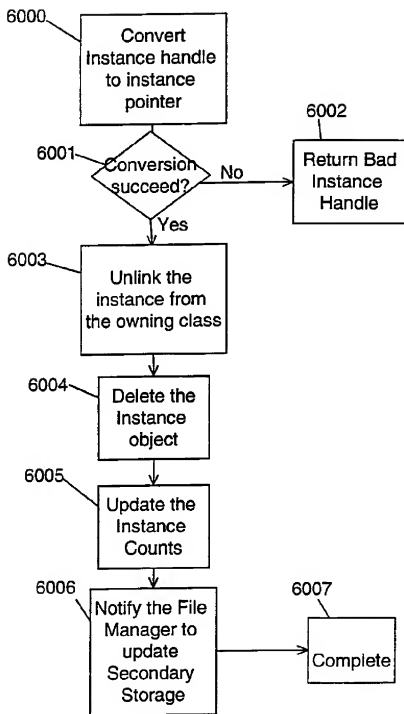 6000
Convert
Instance handle
to instance
pointer
6001
Conversion
succeed?
No
6002
Return Bad
Instance
Handle
Yes
6003
Unlink the
instance from
the owning class
6004
Delete the
Instance
object
6005
Update the
Instance
Counts
6006
Notify the File
Manager to
update
Secondary
Storage
6007
Complete